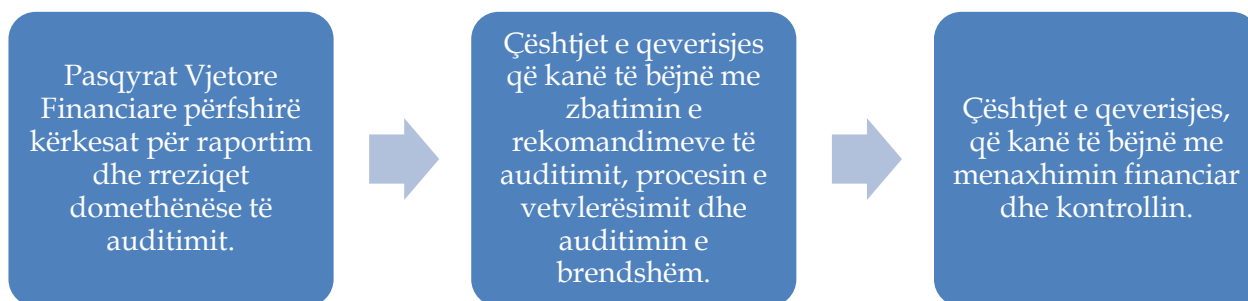 Pasqyrat Vjetore
Financiare përfshirë
kërkesat për raportim
dhe rreziqet
domethënëse të
auditimit.
Çështjet e qeverisjes
që kanë të bëjnë me
zbatimin e
rekomandimeve të
auditimit, procesin e
vetvlerësimit dhe
auditimin e
brendshëm.
Çështjet e qeverisjes,
që kanë të bëjnë me
menaxhimin financiar
dhe kontrollin.